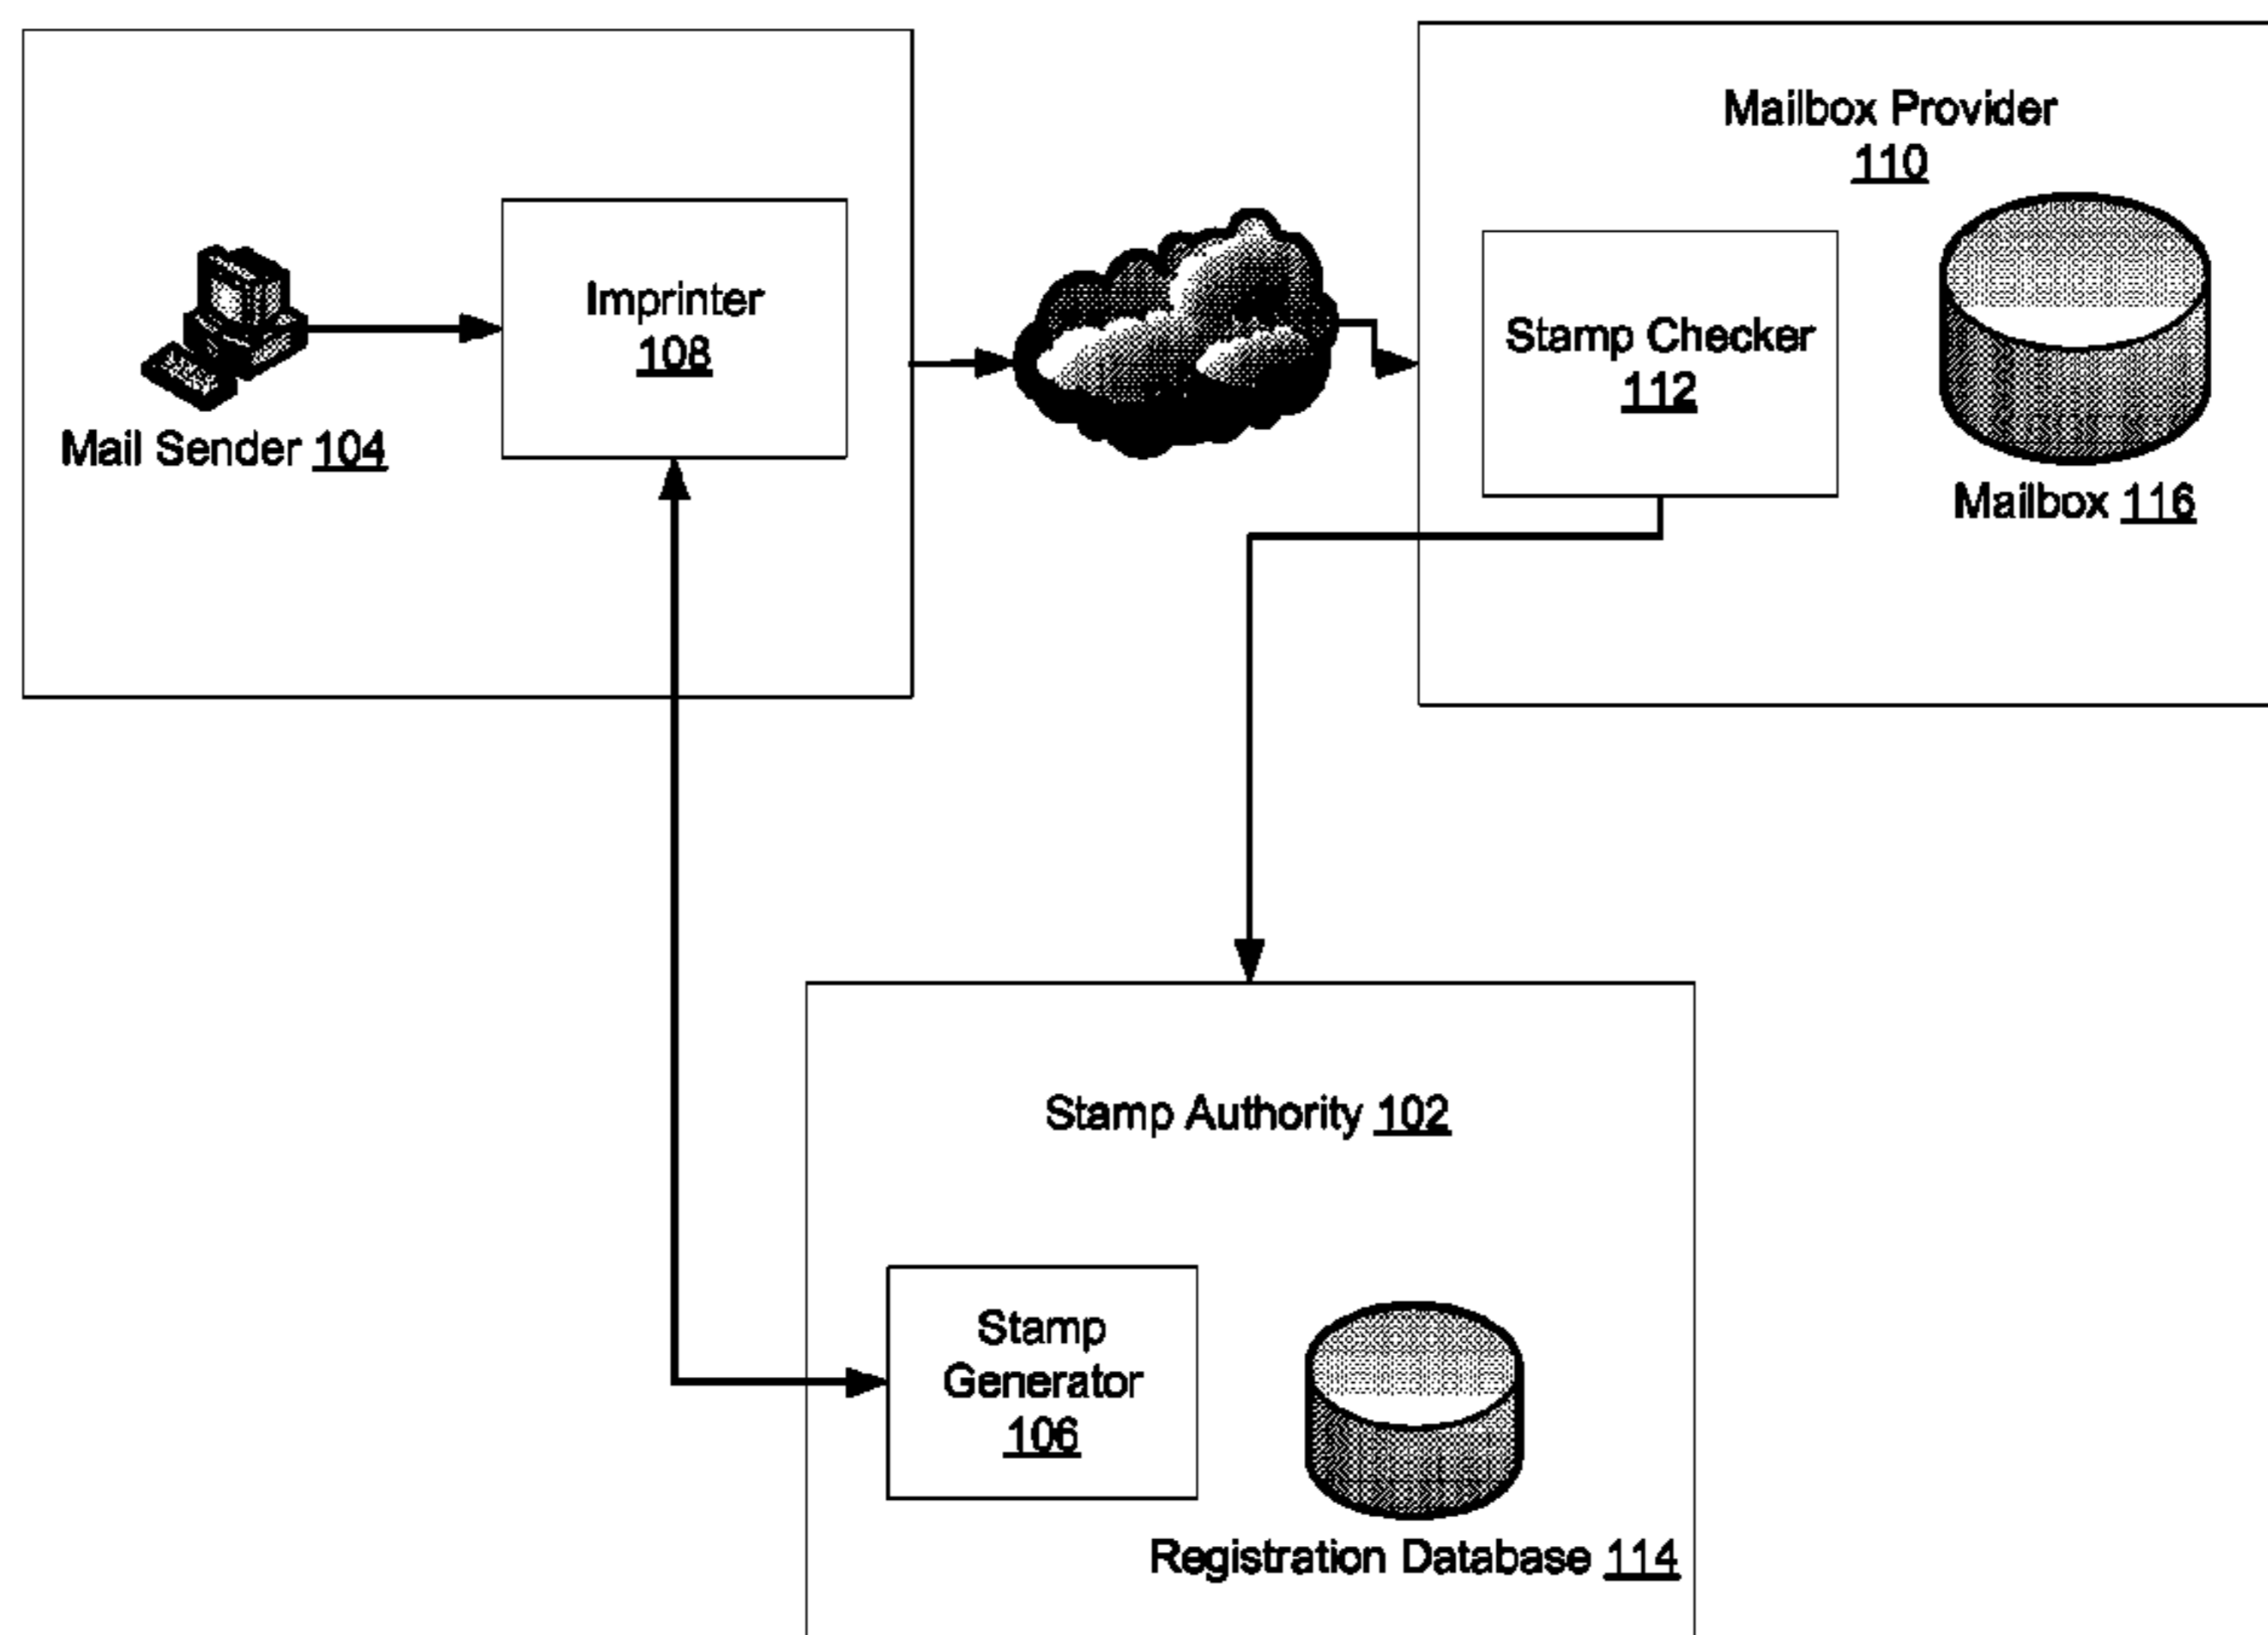 Mailbox Provider
110
Imprinter
108
Stamp Checker
112
Mail Sender 104
Mailbox 116
Stamp Authority 102
Stamp
Generator
106
Registration Database 114